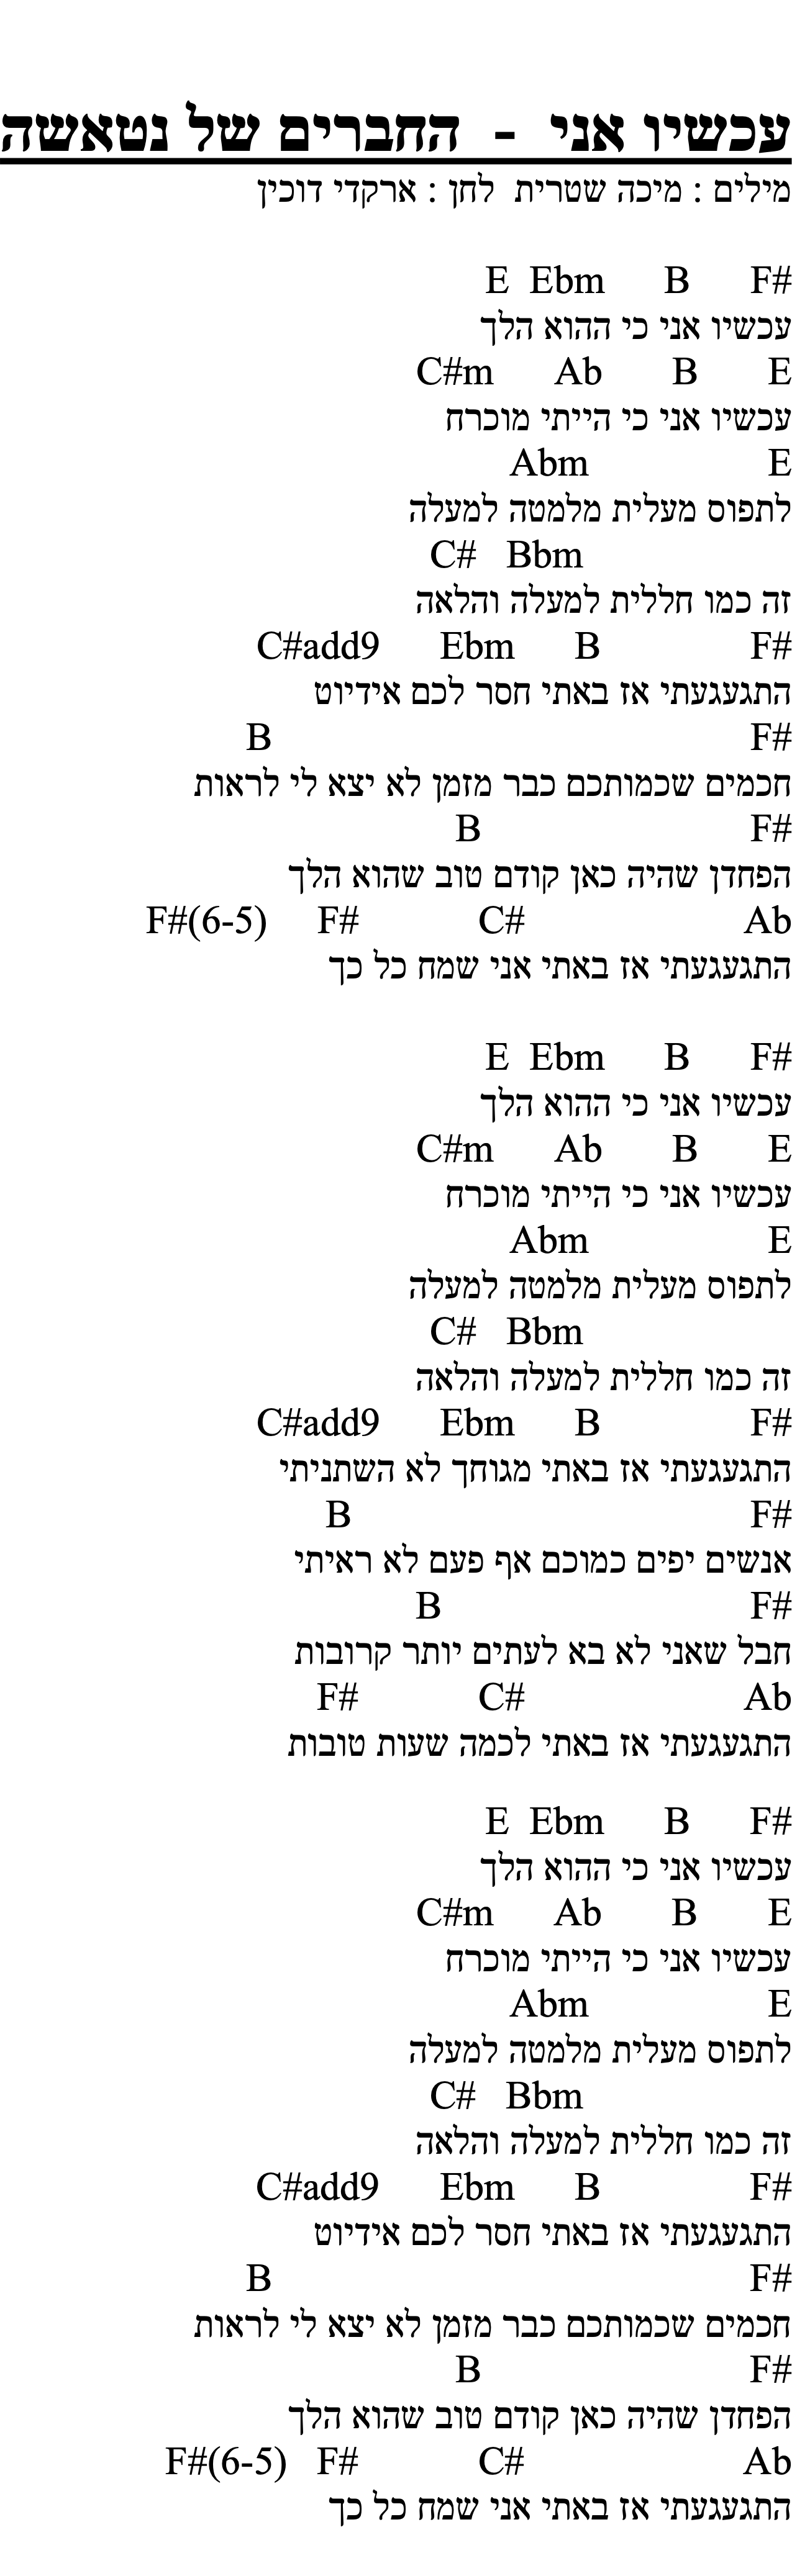 עכשיו אני - החברים של נטאשה
מילים : מיכה שטרית לחן : ארקדי דוכין
F# B Ebm E
עכשיו אני כי ההוא הלך
E B Ab C#m
עכשיו אני כי הייתי מוכרח
E Abm
לתפוס מעלית מלמטה למעלה
Bbm C#
זה כמו חללית למעלה והלאה
F# B Ebm C#add9
התגעגעתי אז באתי חסר לכם אידיוט
F# B
חכמים שכמותכם כבר מזמן לא יצא לי לראות
F# B
הפחדן שהיה כאן קודם טוב שהוא הלך
Ab C# F# F#(6-5)
התגעגעתי אז באתי אני שמח כל כך
F# B Ebm E
עכשיו אני כי ההוא הלך
E B Ab C#m
עכשיו אני כי הייתי מוכרח
E Abm
לתפוס מעלית מלמטה למעלה
Bbm C#
זה כמו חללית למעלה והלאה
F# B Ebm C#add9
התגעגעתי אז באתי מגוחך לא השתניתי
F# B
אנשים יפים כמוכם אף פעם לא ראיתי
F# B
חבל שאני לא בא לעתים יותר קרובות
Ab C# F#
התגעגעתי אז באתי לכמה שעות טובות
F# B Ebm E
עכשיו אני כי ההוא הלך
E B Ab C#m
עכשיו אני כי הייתי מוכרח
E Abm
לתפוס מעלית מלמטה למעלה
Bbm C#
זה כמו חללית למעלה והלאה
F# B Ebm C#add9
התגעגעתי אז באתי חסר לכם אידיוט
F# B
חכמים שכמותכם כבר מזמן לא יצא לי לראות
F# B
הפחדן שהיה כאן קודם טוב שהוא הלך
Ab C# F# F#(6-5)
התגעגעתי אז באתי אני שמח כל כך